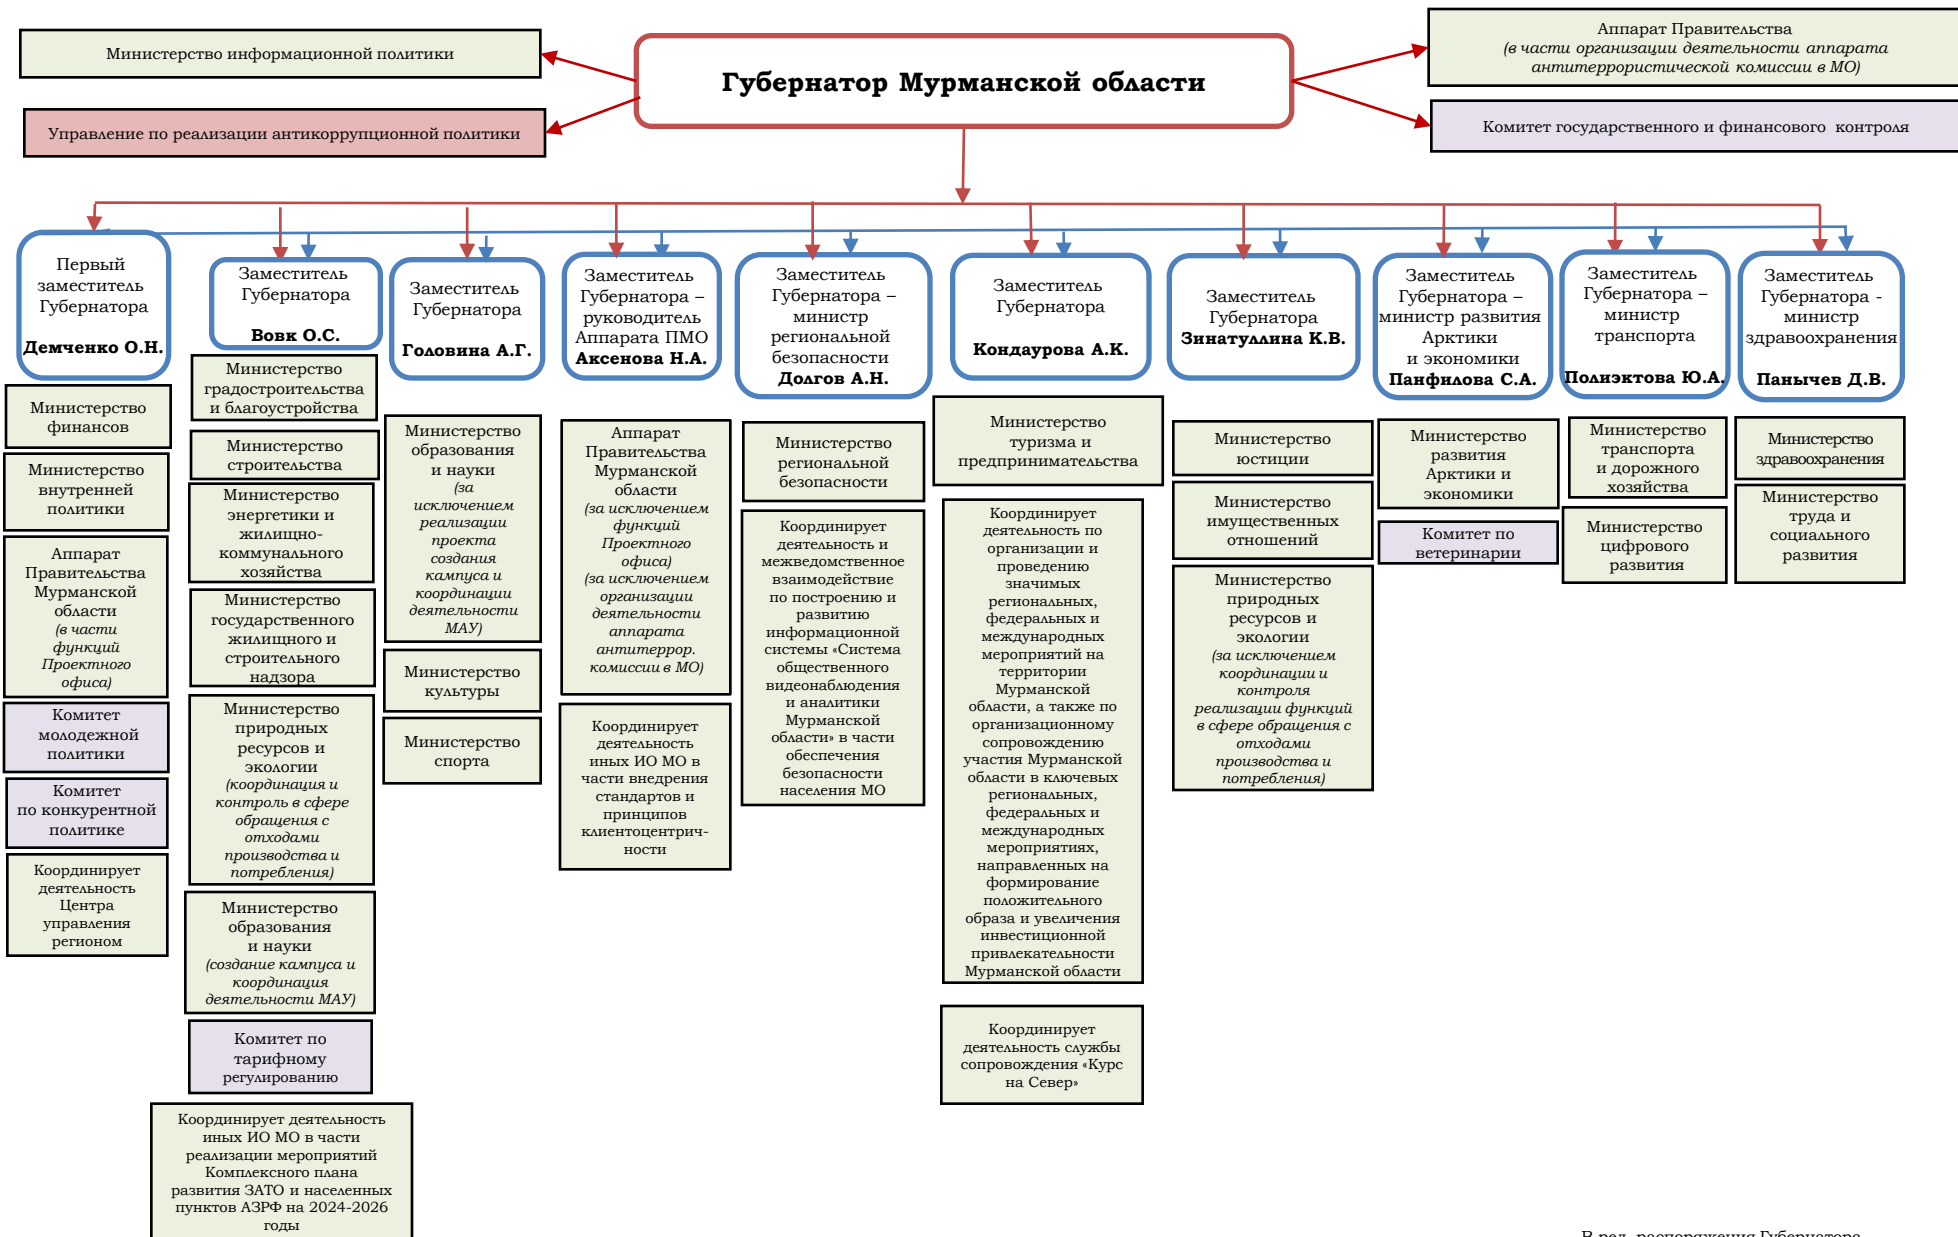 Министерство информационной политики
Управление по реализации антикоррупционной политики
Губернатор Мурманской области
Аппарат Правительства
(в части организации деятельности аппарата
антитеррористической комиссии в МО)
Комитет государственного и финансового контроля
Первый
заместитель
Губернатора
Демченко О.Н.
Министерство
финансов
Министерство
внутренней
политики
Аппарат
Правительства
Мурманской
области
(в части
функций
Проектного
офиса)
Комитет
молодежной
политики
Комитет
по конкурентной
политике
Координирует
деятельность
Центра
управления
регионом
Заместитель
Губернатора
Вовк О.С.
Министерство
градостроительства
и благоустройства
Министерство
строительства
Министерство
энергетики и
жилищно-
коммунального
хозяйства
Министерство
государственного
жилищного и
строительного
надзора
Министерство
природных
ресурсов и
экологии
(координация и
контроль в сфере
обращения с
отходами
производства и
потребления)
Министерство
образования
и науки
(создание кампуса и
координация
деятельности МАУ)
Комитет по
тарифному
регулированию
Координирует деятельность
иных ИО МО в части
реализации мероприятий
Комплексного плана
развития ЗАТО и населенных
пунктов АЗРФ на 2024-2026
годы
Заместитель
Губернатора
Головина А.Г.
Министерство
образования
и науки
(за
исключением
реализации
проекта
создания
кампуса и
координации
деятельности
МАУ)
Министерство
культуры
Министерство
спорта
Заместитель
Губернатора –
руководитель
Аппарата ПМО
Аксенова Н.А.
Аппарат
Правительства
Мурманской
области
(за исключением
функций
Проектного
офиса)
(за исключением
организации
деятельности
аппарата
антитеррор.
комиссии в МО)
Координирует
деятельность
иных ИО МО в
части внедрения
стандартов и
принципов
клиентоцентрич-
ности
Заместитель
Губернатора –
министр
региональной
безопасности
Долгов А.Н.
Министерство
региональной
безопасности
Координирует
деятельность и
межведомственное
взаимодействие
по построению и
развитию
информационной
системы «Система
общественного
видеонаблюдения
и аналитики
Мурманской
области» в части
обеспечения
безопасности
населения МО
Заместитель
Губернатора
Кондаурова А.К.
Министерство
туризма и
предпринимательства
Координирует
деятельность по
организации и
проведению
значимых
региональных,
федеральных и
международных
мероприятий на
территории
Мурманской
области, а также по
организационному
сопровождению
участия Мурманской
области в ключевых
региональных,
федеральных и
международных
мероприятиях,
направленных на
формирование
положительного
образа и увеличения
инвестиционной
привлекательности
Мурманской области
Координирует
деятельность службы
сопровождения «Курс
на Север»
Заместитель
Губернатора
Зинатуллина К.В.
Министерство
юстиции
Министерство
имущественных
отношений
Министерство
природных
ресурсов и
экологии
(за исключением
координации и
контроля
реализации функций
в сфере обращения с
отходами
производства и
потребления)
Заместитель
Губернатора –
министр развития
Арктики
и экономики
Панфилова С.А.
Министерство
развития
Арктики и
экономики
Комитет по
ветеринарии
Заместитель
Губернатора –
министр
транспорта
Полиэктова Ю.А.
Министерство
транспорта
и дорожного
хозяйства
Министерство
цифрового
развития
Заместитель
Губернатора -
министр
здравоохранения
Панычев Д.В.
Министерство
здравоохранения
Министерство
труда и
социального
развития
В ред. распоряжения Губернатора